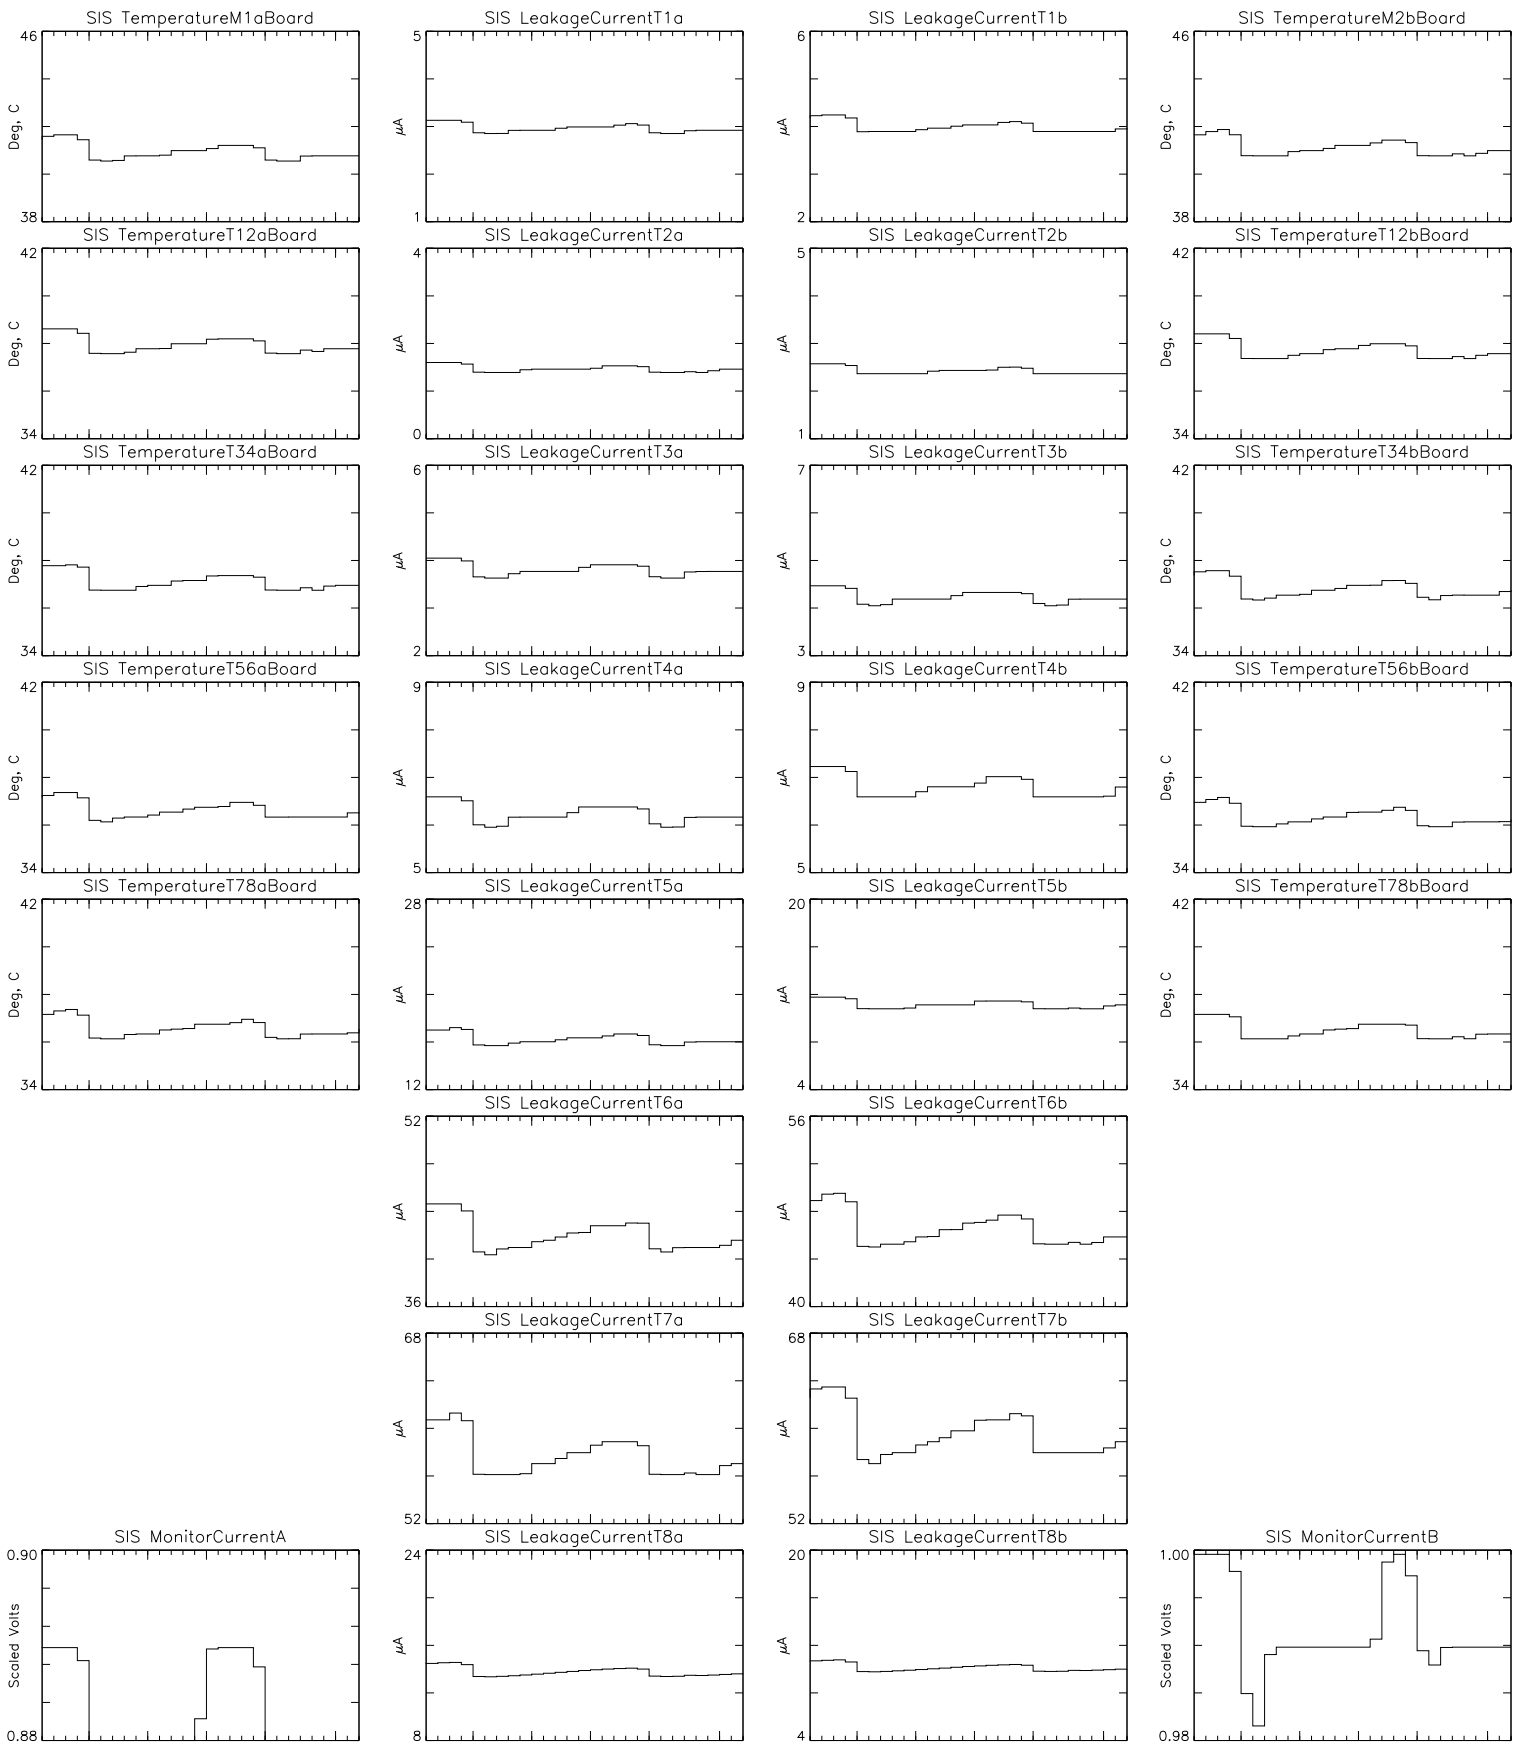 SIS TemperatureM1aBoard
46
Deg, C
38
SIS LeakageCurrentT1a
5
μA
1
SIS LeakageCurrentT1b
6
μA
2
SIS TemperatureM2bBoard
46
Deg, C
38
SIS TemperatureT12aBoard
42
Deg, C
34
SIS LeakageCurrentT2a
4
μA
0
SIS LeakageCurrentT2b
5
μA
1
SIS TemperatureT12bBoard
42
Deg, C
34
SIS TemperatureT34aBoard
42
Deg, C
34
SIS LeakageCurrentT3a
6
μA
2
SIS LeakageCurrentT3b
7
μA
3
SIS TemperatureT34bBoard
42
Deg, C
34
SIS TemperatureT56aBoard
42
Deg, C
34
SIS LeakageCurrentT4a
9
μA
5
SIS LeakageCurrentT4b
9
μA
5
SIS TemperatureT56bBoard
42
Deg, C
34
SIS TemperatureT78aBoard
42
Deg, C
34
SIS LeakageCurrentT5a
28
μA
12
SIS LeakageCurrentT5b
20
μA
4
SIS TemperatureT78bBoard
42
Deg, C
34
SIS LeakageCurrentT6a
52
μA
36
SIS LeakageCurrentT6b
56
μA
40
SIS LeakageCurrentT7a
68
μA
52
SIS LeakageCurrentT7b
68
μA
52
SIS MonitorCurrentA
0.90
Scaled Volts
0.88
SIS LeakageCurrentT8a
24
μA
8
SIS LeakageCurrentT8b
20
μA
4
SIS MonitorCurrentB
1.00
Scaled Volts
0.98